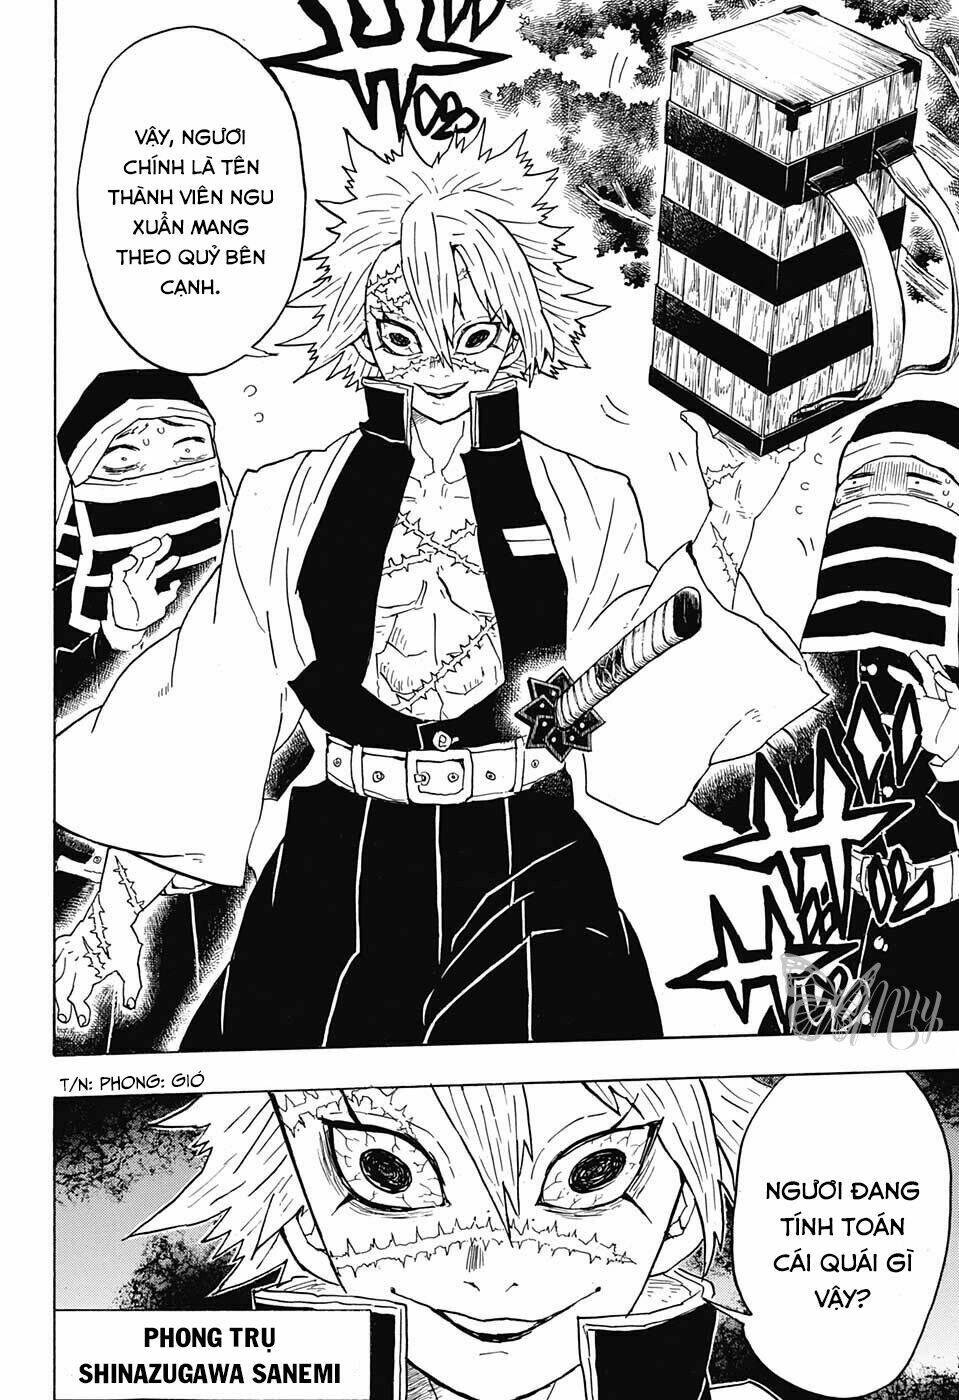 VẬY, NGƯƠI
CHÍNH LÀ TÊN
THÀNH VIÊN NGU
XUẨN MANG
THEO QUỶ BÊN
CẠNH.
T/N: PHONG: GIÓ
NGƯƠI ĐANG
TÍNH TOÁN
CÁI QUÁI GÌ
VẬY?
PHONG TRỤ
SHINAZUGAWA SANEMI